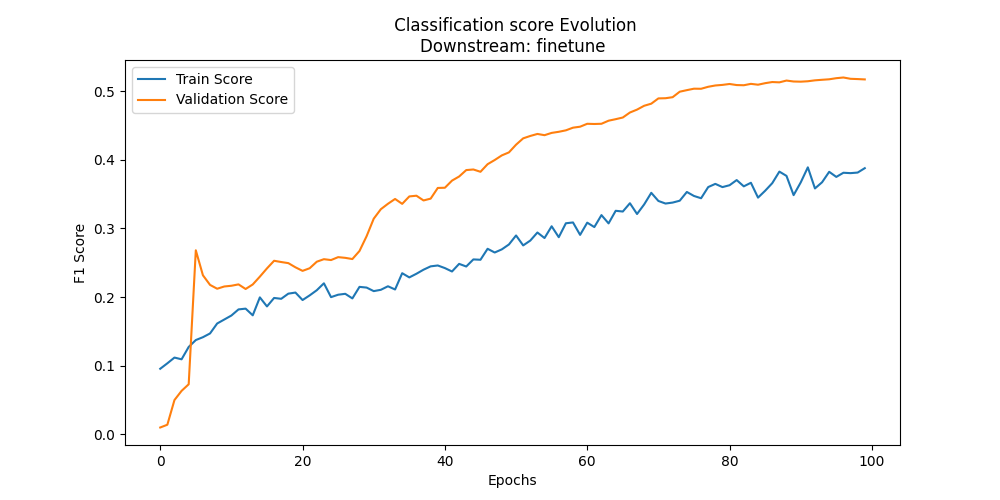 Classification score Evolution
Downstream: finetune
Train Score
Validation Score
F1 Score
0.5
0.4
0.3
0.2
0.1
0.0
0 20 40 60 80 100
Epochs